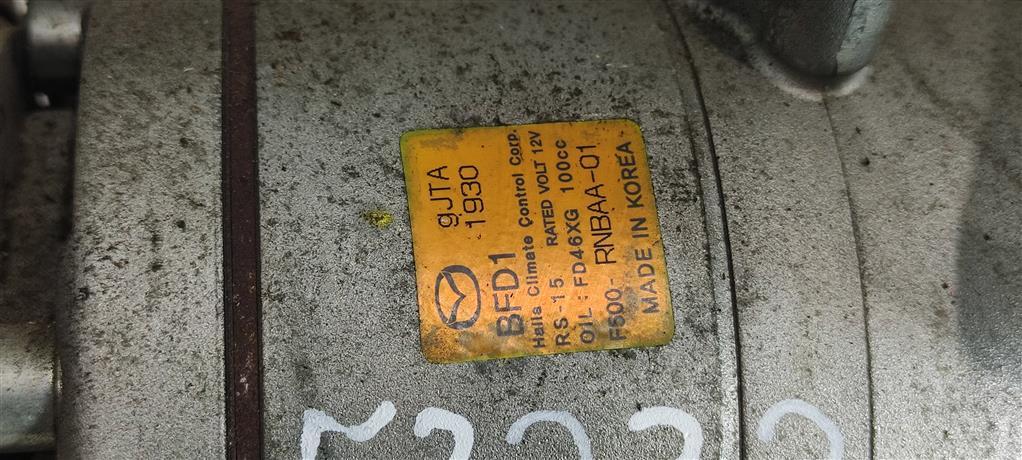 9JTA
1930
BFD1
Halla Climate Control Corp.
RS-15 RATED VOLT 12V
OIL : FD46XG 100cc
F500- RNBAA-01
MADE IN KOREA